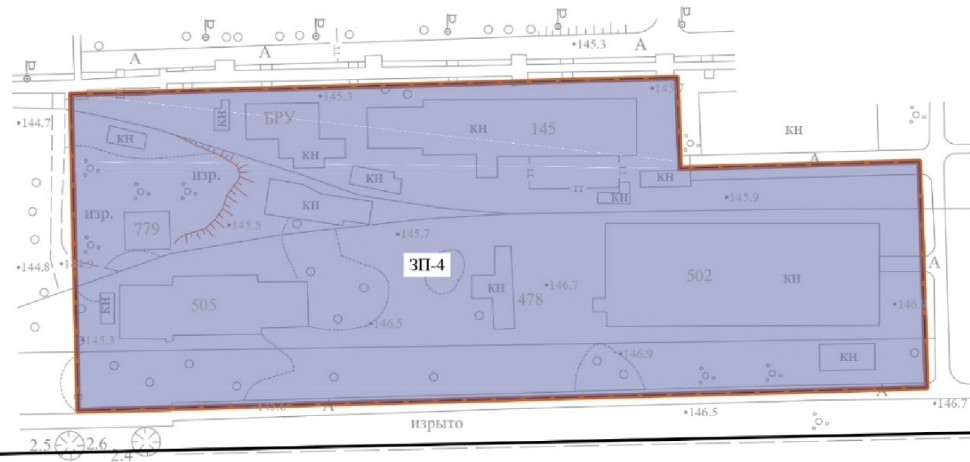 А
А
•145.3
А
145.3
145.7
•144.7
КН
БРУ
КН
145
КН
КН
КН
А
изр.
КН
КН
КН
КН
•145.9
изр.
779
•145.5
•145.7
•144.8
144.9
ЗП-4
502
КН
А
КН
478
•146.7
КН
505
•146.5
•145.3
•146.9
КН
А
А
•146.5
•146.7
изрыто
2.5
2.6
2.4